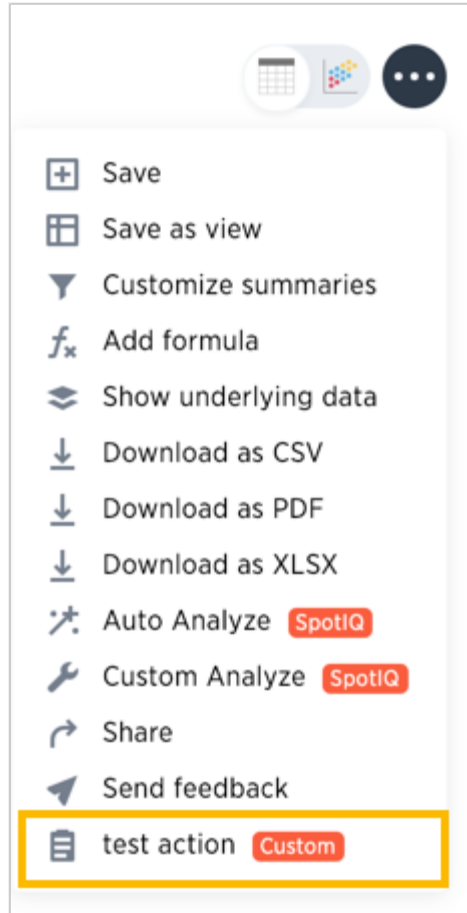 Save
Save as view
Customize summaries
fx Add formula
Show underlying data
Download as CSV
Download as PDF
Download as XLSX
Auto Analyze SpotIQ
Custom Analyze SpotIQ
Share
Send feedback
test action Custom